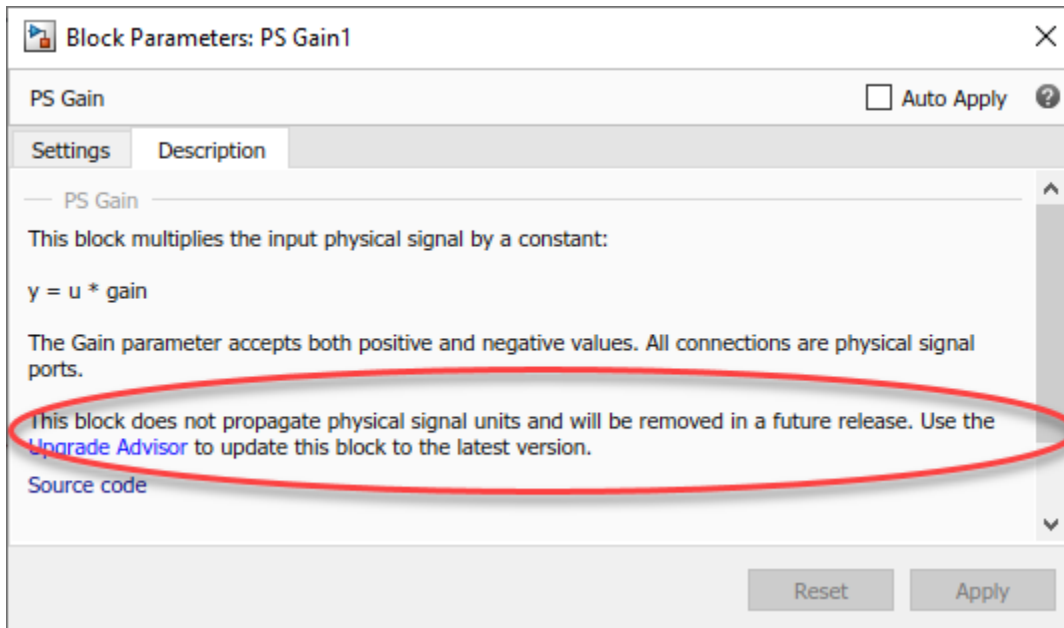 Block Parameters: PS Gain1
PS Gain
Auto Apply
Settings
Description
PS Gain
This block multiplies the input physical signal by a constant:
y = u * gain
The Gain parameter accepts both positive and negative values. All connections are physical signal
ports.
This block does not propagate physical signal units and will be removed in a future release. Use the
Upgrade Advisor to update this block to the latest version.
Source code
Reset
Apply